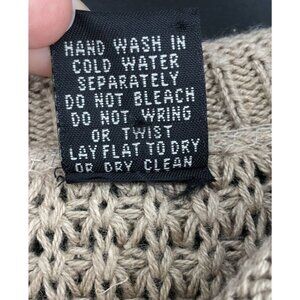 HAND WASH IN
COLD WATER
SEPARATELY
DO NOT BLEACH
DO NOT WRING
OR TWIST
LAY FLAT TO DRY
OR DRY CLEAN